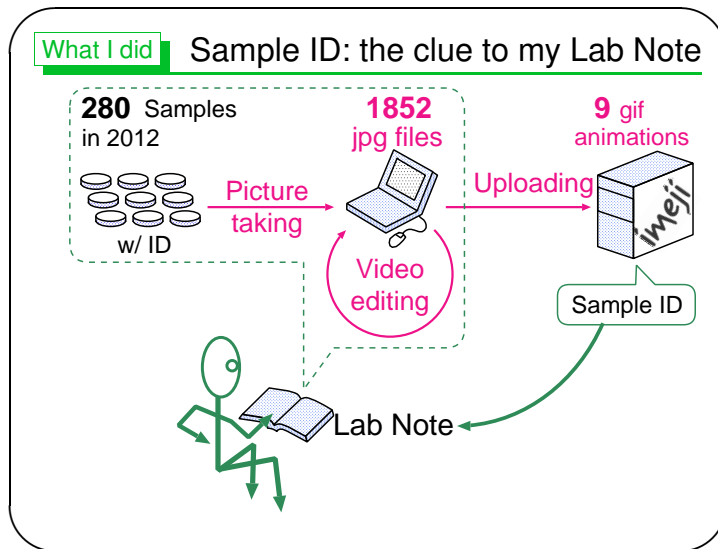 What I did
Sample ID: the clue to my Lab Note
280 Samples
in 2012
1852
jpg files
9 gif
animations
Picture
taking
Uploading
imeji
w/ ID
Video
editing
Sample ID
Lab Note